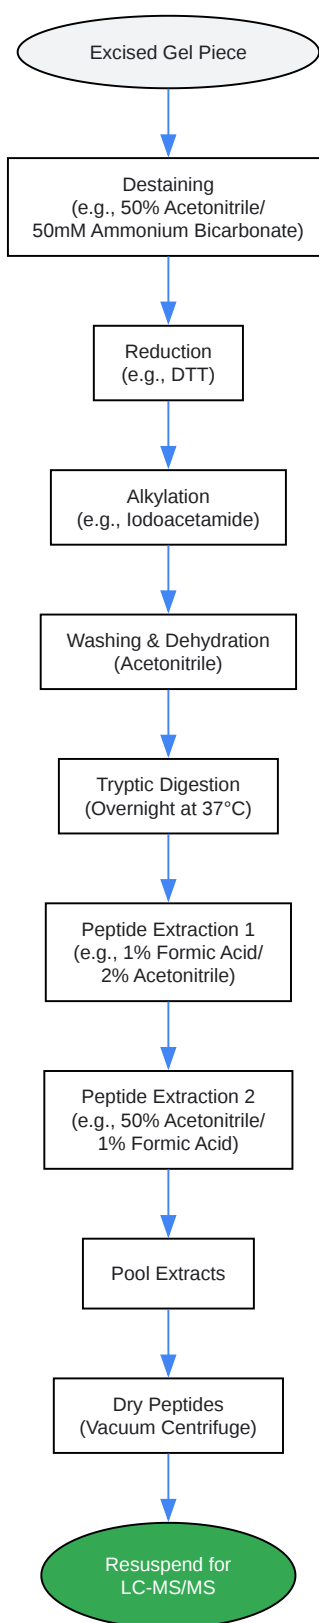 Excised Gel Piece
Destaining
(e.g., 50% Acetonitrile/
50mM Ammonium Bicarbonate)
Reduction
(e.g., DTT)
Alkylation
(e.g., Iodoacetamide)
Washing & Dehydration
(Acetonitrile)
Tryptic Digestion
(Overnight at 37°C)
Peptide Extraction 1
(e.g., 1% Formic Acid/
2% Acetonitrile)
Peptide Extraction 2
(e.g., 50% Acetonitrile/
1% Formic Acid)
Pool Extracts
Dry Peptides
(Vacuum Centrifuge)
Resuspend for
LC-MS/MS